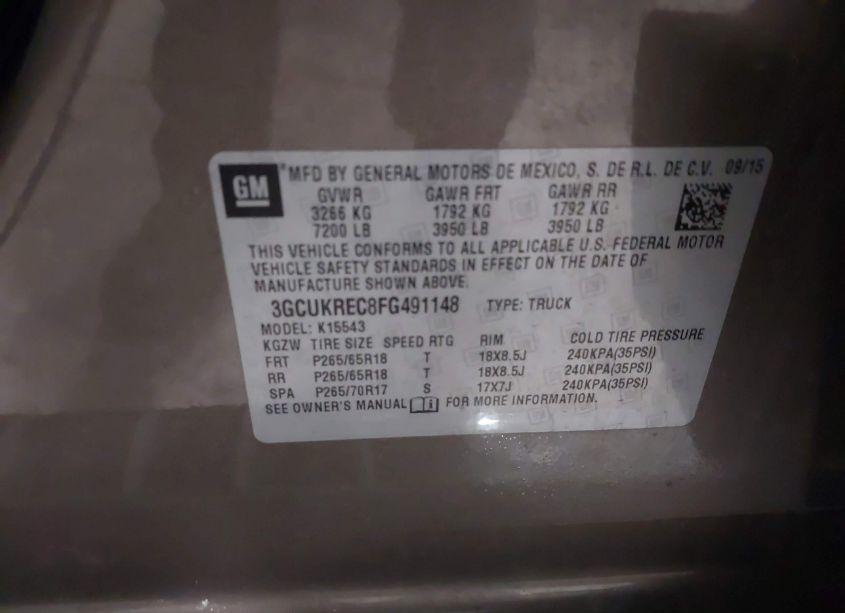 GM ®MFD BY GENERAL MOTORS DE MEXICO, S. DE R.L. DE C.V. 09/15
GVWR GAWR FRT GAWR RR
3266 KG 1792 KG 1792 KG
7200 LB 3950 LB 3950 LB
THIS VEHICLE CONFORMS TO ALL APPLICABLE U.S. FEDERAL MOTOR
VEHICLE SAFETY STANDARDS IN EFFECT ON THE DATE OF
MANUFACTURE SHOWN ABOVE.
3GCUKREC8FG491148 TYPE: TRUCK
MODEL: K15543
KGZW TIRE SIZE SPEED RTG RIM COLD TIRE PRESSURE
FRT P265/65R18 T 18X8.5J 240KPA(35PSI)
RR P265/65R18 T 18X8.5J 240KPA(35PSI)
SPA P265/70R17 S 17X7J 240KPA(35PSI)
SEE OWNER'S MANUAL FOR MORE INFORMATION.